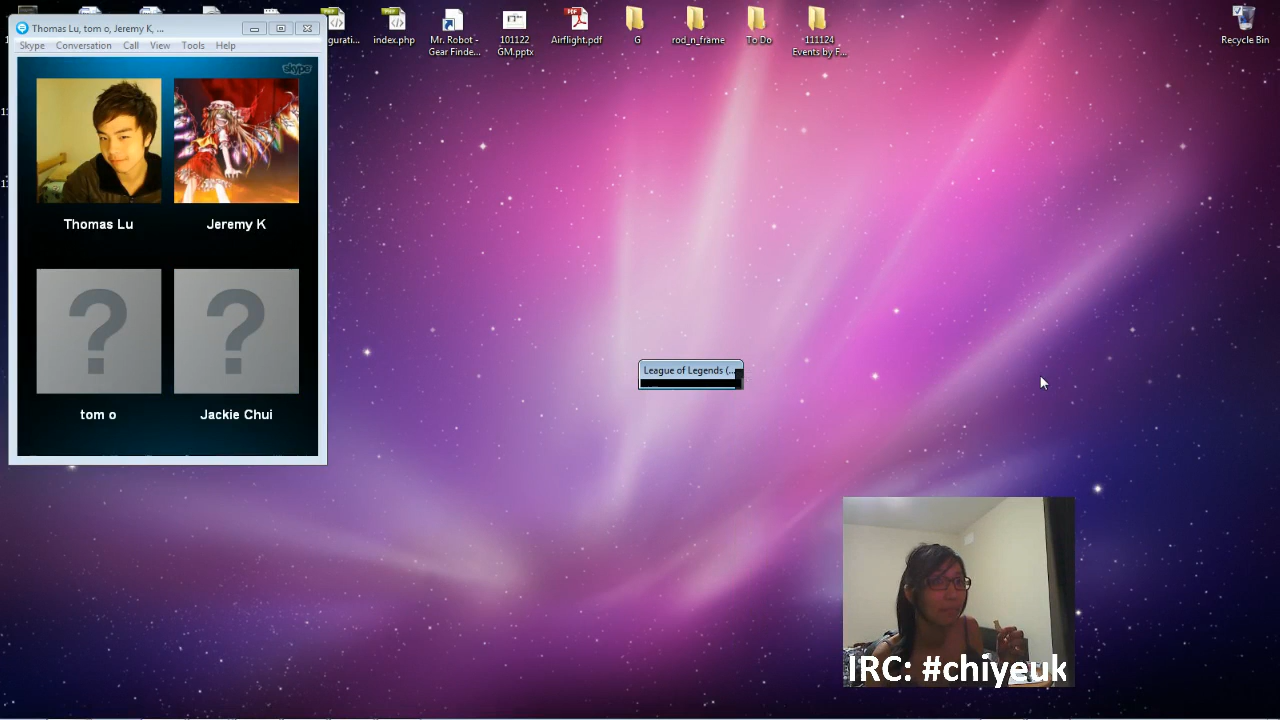 Thomas Lu, tom o, Jeremy K, ...
Skype Conversation Call View Tools Help
skype
Thomas Lu Jeremy K
tom o Jackie Chui
index.php
Mr. Robot -
Gear Finde...
101122
GM.pptx
Airflight.pdf
G
rod_n_frame
To Do
111124
Events by F...
Recycle Bin
League of Legends (...
IRC: #chiyeuk